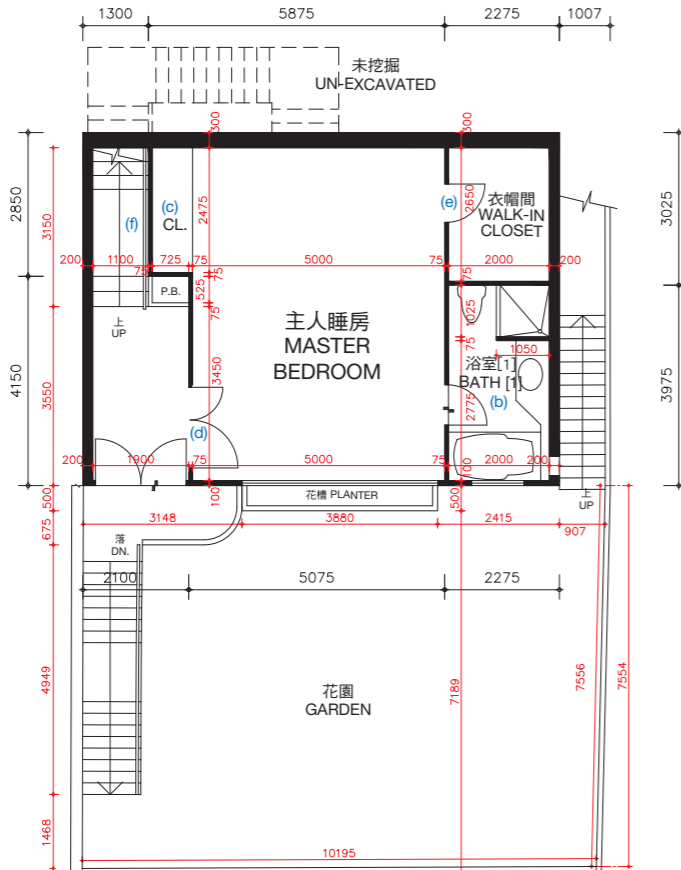 1300
5875
2275
1007
未挖掘
UN-EXCAVATED
300
300
2850
3150
(f)
(c)
CL.
2475
(e)
2650
衣帽間
WALK-IN
CLOSET
3025
200
1100
725
75
5000
75
2000
200
75
75
75
P.B.
525
75
上
UP
主人睡房
MASTER
BEDROOM
1025
75
1050
浴室[1]
BATH [1]
(b)
4150
3550
3450
(d)
2775
3975
200
1900
75
5000
75
2000
200
100
100
花槽 PLANTER
500
500
上
UP
675
3148
3880
2415
907
落
DN.
2100
5075
2275
4949
花園
GARDEN
7189
7556
7554
1468
10195